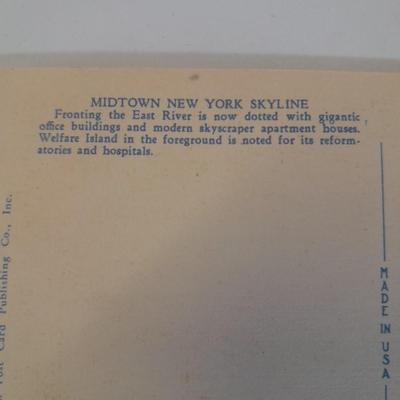 MIDTOWN NEW YORK SKYLINE
Fronting the East River is now dotted with gigantic
office buildings and modern skyscraper apartment houses.
Welfare Island in the foreground is noted for its reform-
atories and hospitals.
Post Card Publishing Co., Inc.
MADE IN USA